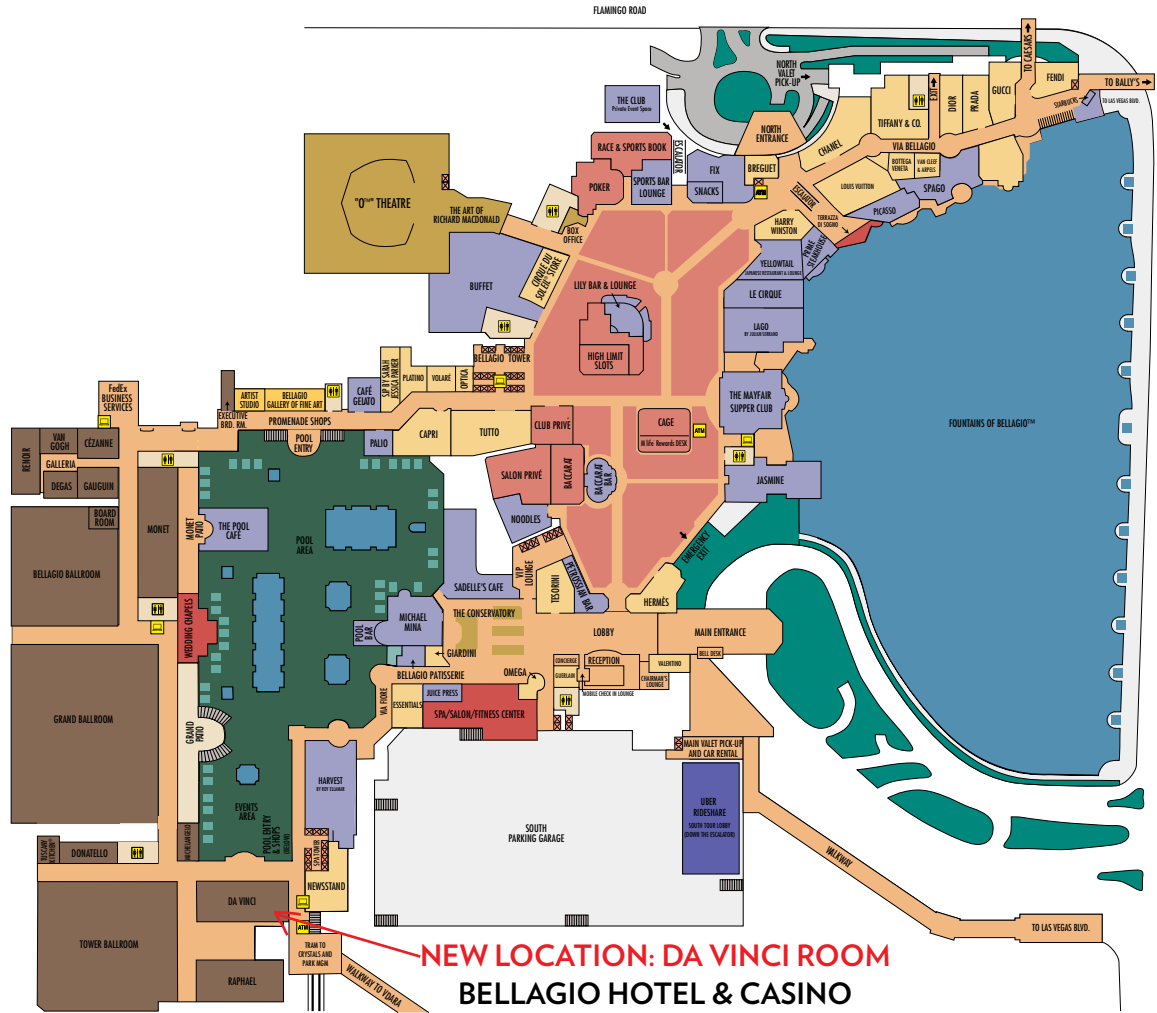 FLAMINGO ROAD
TO CAESARS
NORTH
VALET
PICK-UP
THE CLUB
Private Event Space
FENDI
TO BALLY'S
GUCCI
EXIT
DIOR
PRADA
STARBUCKS
TO LAS VEGAS BLVD.
TIFFANY & CO.
NORTH
ENTRANCE
CHANEL
VIA BELLAGIO
RACE & SPORTS BOOK
ESCALATOR
FIX
BREGUET
BOTTEGA
VENETA
VAN CLEEF
& ARPELS
SPORTS BAR
LOUNGE
SNACKS
ATM
POKER
LOUIS VUITTON
SPAGO
ESCALATOR
PICASSO
"O™" THEATRE
THE ART OF
RICHARD MACDONALD
BOX
OFFICE
HARRY
WINSTON
TERRAZZA
DI SOGNO
PRIME
STEAKHOUSE
YELLOWTAIL
JAPANESE RESTAURANT & LOUNGE
CIRQUE DU
SOLEIL® STORE
BUFFET
LILY BAR & LOUNGE
LE CIRQUE
LAGO
BY JULIAN SERRANO
HIGH LIMIT
SLOTS
BELLAGIO TOWER
SJP BY SARAH
JESSICA PARKER
PLATINO
VOLARÉ
OPTICA
FedEx
BUSINESS
SERVICES
ARTIST
STUDIO
BELLAGIO
GALLERY OF FINE ART
CAFÉ
GELATO
THE MAYFAIR
SUPPER CLUB
EXECUTIVE
BRD. RM.
PROMENADE SHOPS
CLUB PRIVÉ
CAGE
M life Rewards DESK
ATM
FOUNTAINS OF BELLAGIO™
RENOIR
VAN
GOGH
CÉZANNE
POOL
ENTRY
PALIO
CAPRI
TUTTO
GALLERIA
DEGAS
GAUGUIN
SALON PRIVÉ
BACCARAT
BACCARAT
BAR
JASMINE
BOARD
ROOM
MONET
MONET
PATIO
THE POOL
CAFÉ
POOL
AREA
NOODLES
EMERGENCY
EXIT
BELLAGIO BALLROOM
SADELLE'S CAFE
VIP
LOUNGE
TESORINI
PETROSSIAN BAR
HERMÈS
WEDDING CHAPELS
POOL
BAR
MICHAEL
MINA
THE CONSERVATORY
LOBBY
MAIN ENTRANCE
GIARDINI
BELL DESK
CONCIERGE
RECEPTION
VALENTINO
BELLAGIO PATISSERIE
OMEGA
GUERLAIN
CHAIRMAN'S
LOUNGE
MOBILE CHECK IN LOUNGE
VIA FIORE
ESSENTIALS
JUICE PRESS
SPA/SALON/FITNESS CENTER
GRAND BALLROOM
GRAND
PATIO
MAIN VALET PICK-UP
AND CAR RENTAL
HARVEST
BY ROY ELLAMAR
UBER
RIDESHARE
SOUTH TOUR LOBBY
(DOWN THE ESCALATOR)
EVENTS
AREA
POOL ENTRY
& SHOPS
(BELOW)
SOUTH
PARKING GARAGE
TUSCANY
KITCHEN™
DONATELLO
MICHELANGELO
SPA TOWER
WALKWAY
NEWSSTAND
DA VINCI
ATM
TO LAS VEGAS BLVD.
TOWER BALLROOM
TRAM TO
CRYSTALS AND
PARK MGM
RAPHAEL
WALKWAY TO VDARA
NEW LOCATION: DA VINCI ROOM
BELLAGIO HOTEL & CASINO